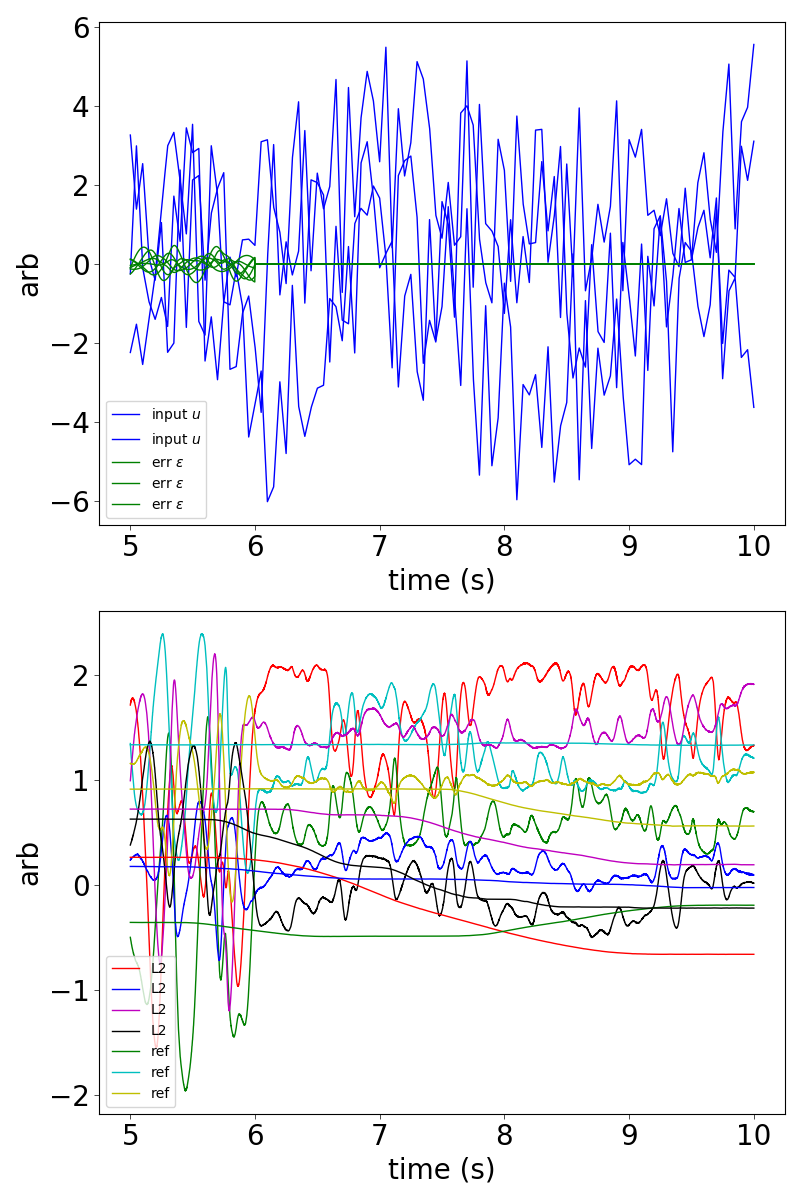 6
4
2
0
−2
−4
−6
arb
input u
input u
err ε
err ε
err ε
5 6 7 8 9 10
time (s)
2
1
0
−1
−2
arb
L2
L2
L2
L2
ref
ref
ref
5 6 7 8 9 10
time (s)